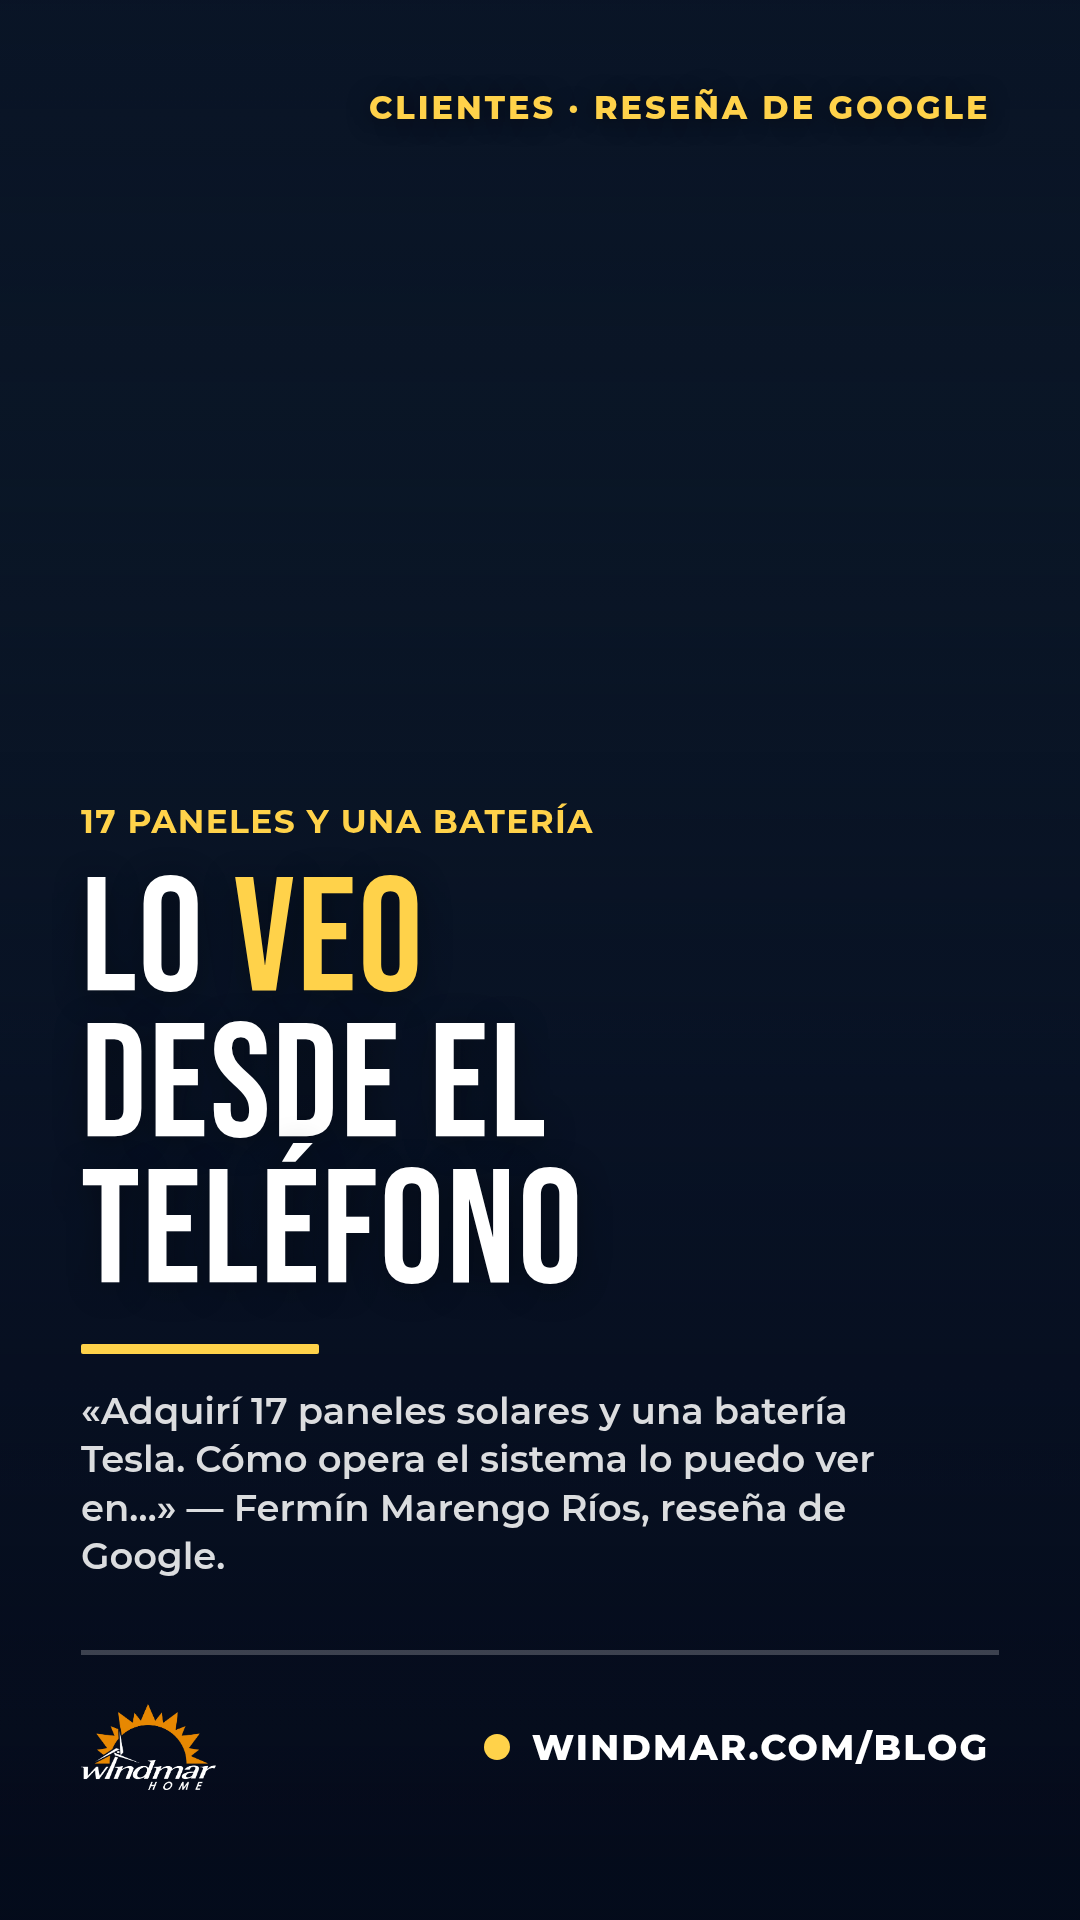 CLIENTES · RESEÑA DE GOOGLE
17 PANELES Y UNA BATERÍA
LO VEO
DESDE EL
TELÉFONO
«Adquirí 17 paneles solares y una batería
Tesla. Cómo opera el sistema lo puedo ver
en...» — Fermín Marengo Ríos, reseña de
Google.
windmar
HOME
WINDMAR.COM/BLOG